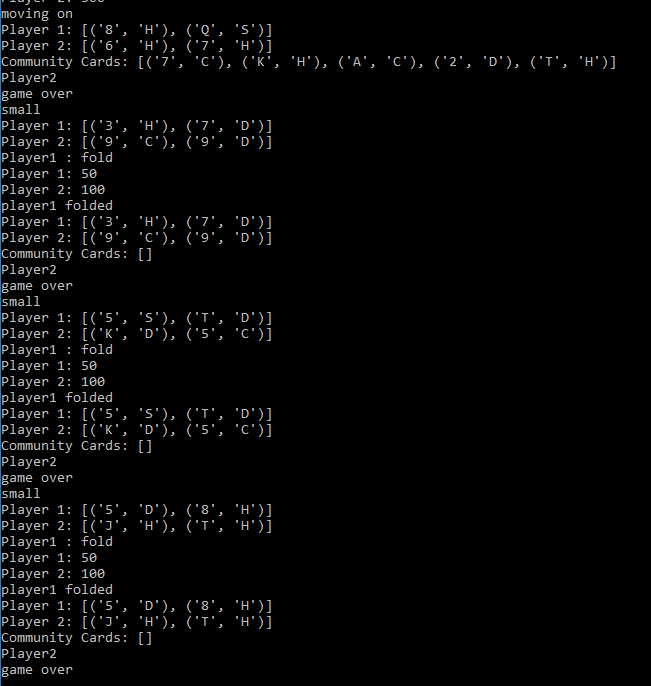 Player 2: 300
moving on
Player 1: [('8', 'H'), ('Q', 'S')]
Player 2: [('6', 'H'), ('7', 'H')]
Community Cards: [('7', 'C'), ('K', 'H'), ('A', 'C'), ('2', 'D'), ('T', 'H')]
Player2
game over
small
Player 1: [('3', 'H'), ('7', 'D')]
Player 2: [('9', 'C'), ('9', 'D')]
Player1 : fold
Player 1: 50
Player 2: 100
player1 folded
Player 1: [('3', 'H'), ('7', 'D')]
Player 2: [('9', 'C'), ('9', 'D')]
Community Cards: []
Player2
game over
small
Player 1: [('5', 'S'), ('T', 'D')]
Player 2: [('K', 'D'), ('5', 'C')]
Player1 : fold
Player 1: 50
Player 2: 100
player1 folded
Player 1: [('5', 'S'), ('T', 'D')]
Player 2: [('K', 'D'), ('5', 'C')]
Community Cards: []
Player2
game over
small
Player 1: [('5', 'D'), ('8', 'H')]
Player 2: [('J', 'H'), ('T', 'H')]
Player1 : fold
Player 1: 50
Player 2: 100
player1 folded
Player 1: [('5', 'D'), ('8', 'H')]
Player 2: [('J', 'H'), ('T', 'H')]
Community Cards: []
Player2
game over